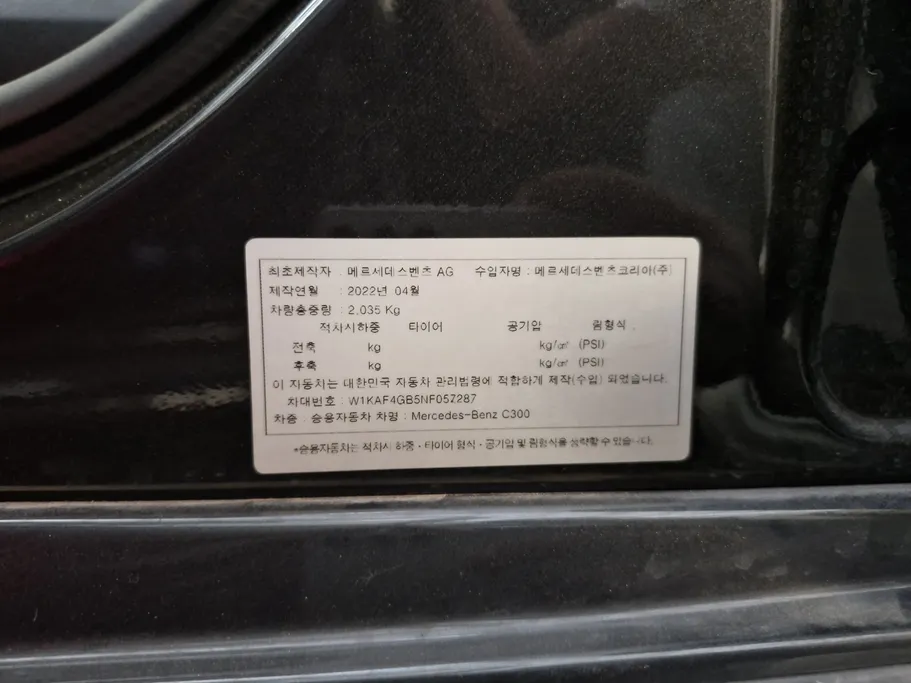 최초제작자 : 메르세데스벤츠 AG 수입자명 : 메르세데스벤츠코리아(주)
제작연월 : 2022년 04월
차량총중량 : 2,035 Kg
적차시하중 타이어 공기압 림형식
전축 kg kg/㎠ (PSI)
후축 kg kg/㎠ (PSI)
이 자동차는 대한민국 자동차 관리법령에 적합하게 제작(수입) 되었습니다.
차대번호 : W1KAF4GB5NF057287
차종 : 승용자동차 차명 : Mercedes-Benz C300
*승용자동차는 적차시 하중·타이어 형식·공기압 및 림형식을 생략할 수 있습니다.